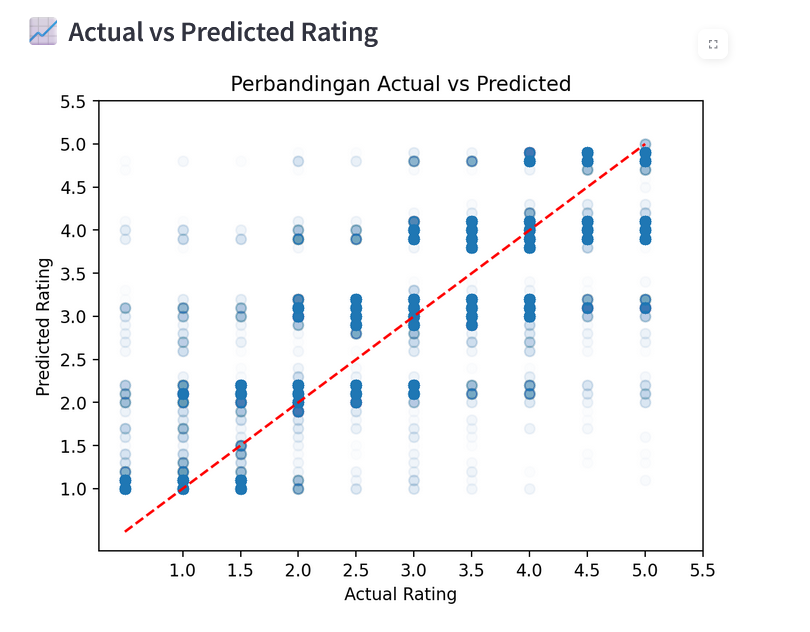 📈 Actual vs Predicted Rating
Perbandingan Actual vs Predicted
5.5
5.0
4.5
4.0
3.5
3.0
2.5
2.0
1.5
1.0
Predicted Rating
1.0 1.5 2.0 2.5 3.0 3.5 4.0 4.5 5.0 5.5
Actual Rating